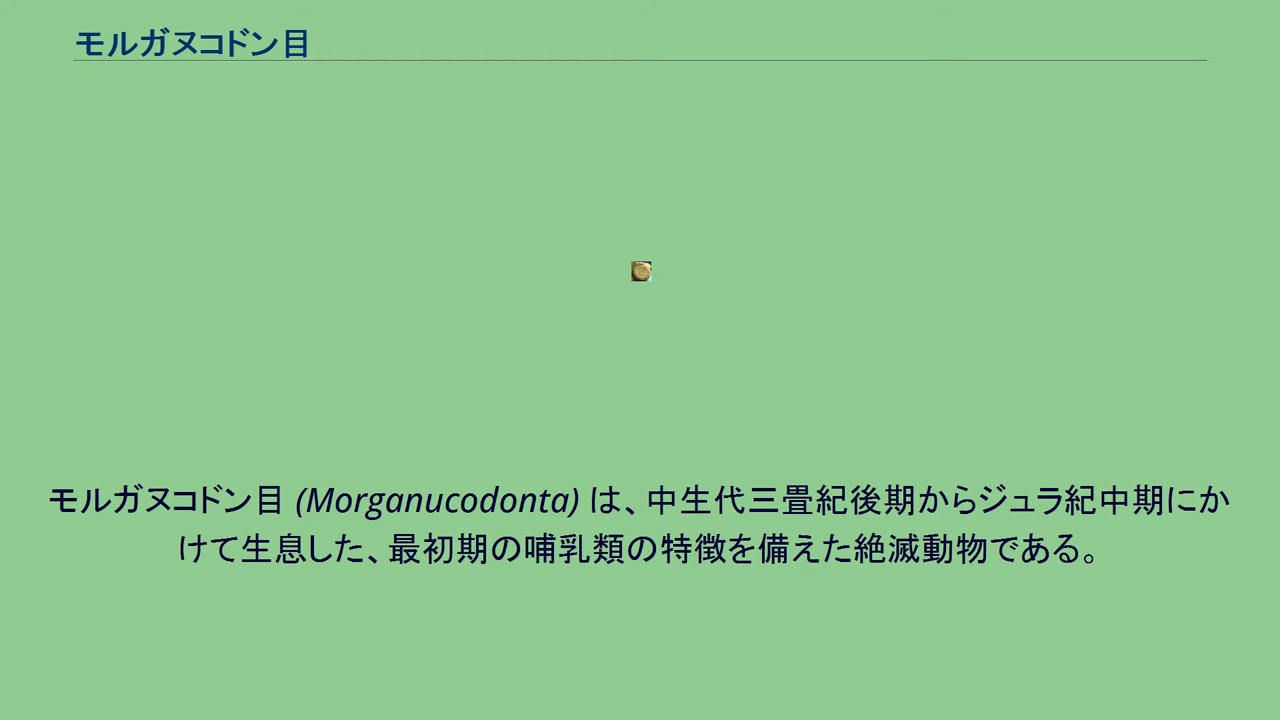 モルガヌコドン目
モルガヌコドン目 (Morganucodonta) は、中生代三畳紀後期からジュラ紀中期にか
けて生息した、最初期の哺乳類の特徴を備えた絶滅動物である。